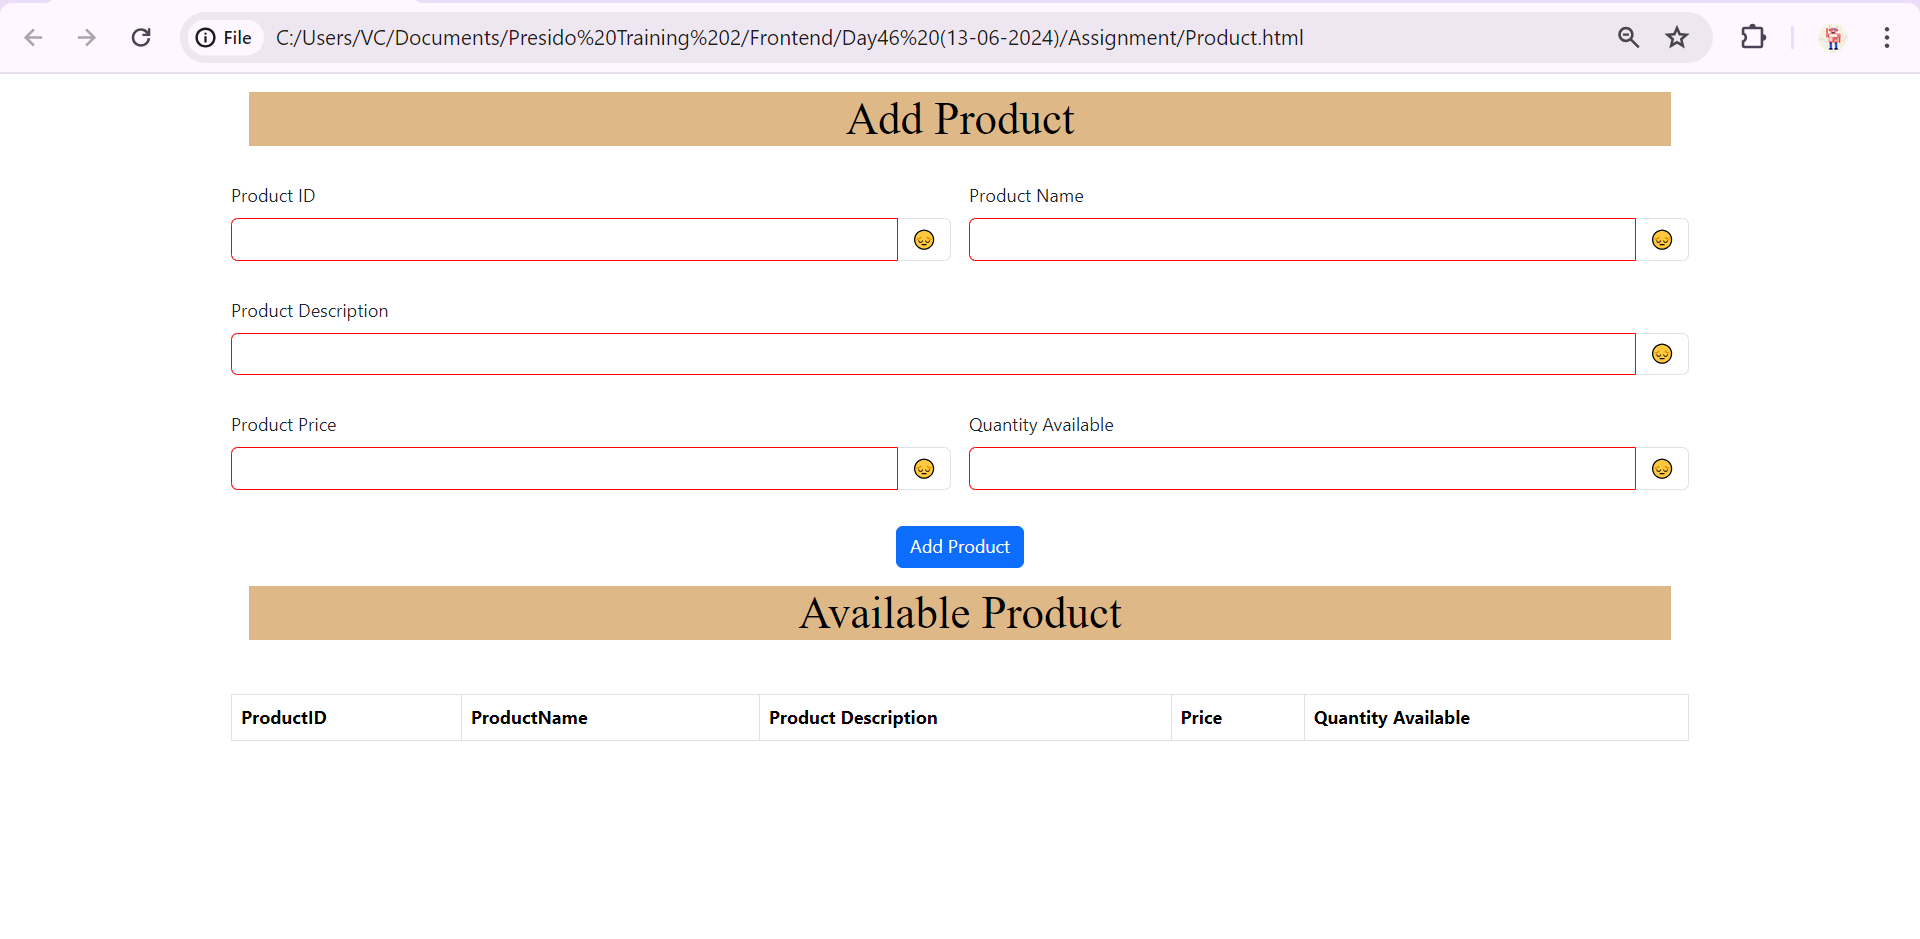 File C:/Users/VC/Documents/Presido%20Training%202/Frontend/Day46%20(13-06-2024)/Assignment/Product.html
Add Product
Product ID Product Name
Product Description
Product Price Quantity Available
Add Product
Available Product
ProductID ProductName Product Description Price Quantity Available